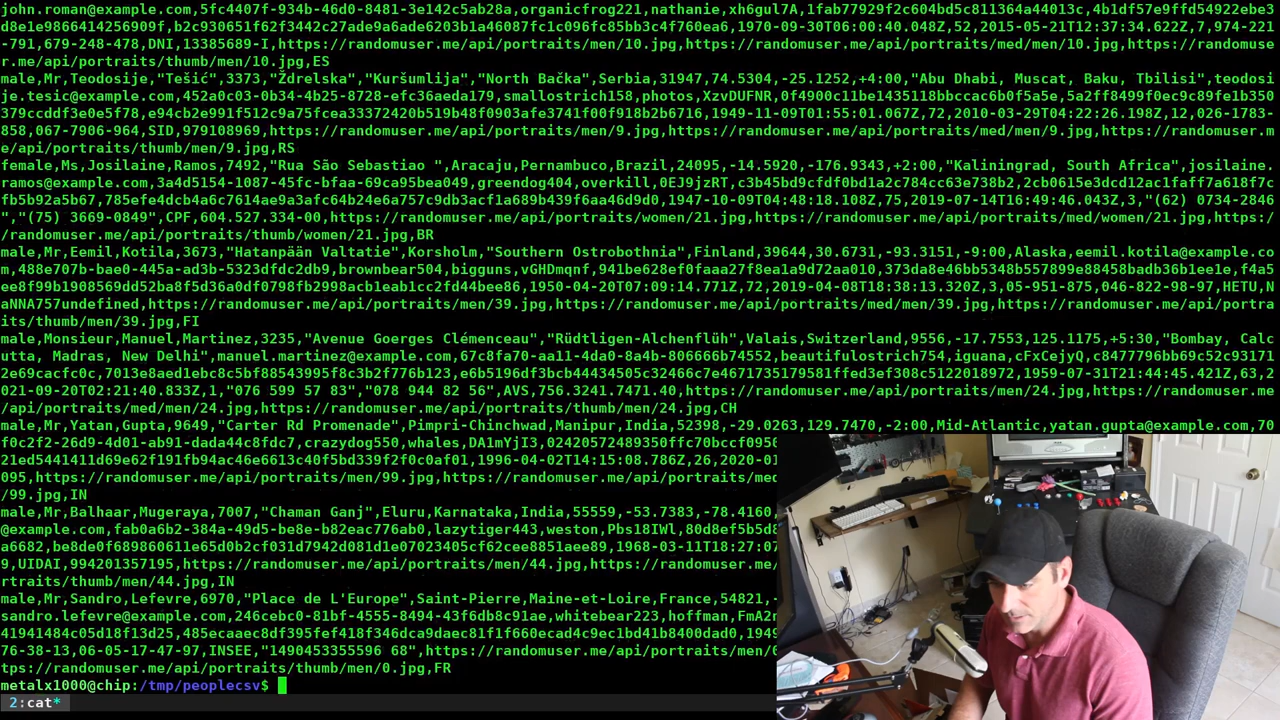 john.roman@example.com,5fc4407f-934b-46d0-8481-3e142c5ab28a,organicfrog221,nathanie,xh6gul7A,1fab77929f2c604bd5c811364a44013c,4b1df57e9ffd54922ebe3
d8e1e9866414256909f,b2c930651f62f3442c27ade9a6ade6203b1a46087fc1c096fc85bb3c4f760ea6,1970-09-30T06:00:40.048Z,52,2015-05-21T12:37:34.622Z,7,974-221
-791,679-248-478,DNI,13385689-I,https://randomuser.me/api/portraits/men/10.jpg,https://randomuser.me/api/portraits/med/men/10.jpg,https://randomuse
r.me/api/portraits/thumb/men/10.jpg,ES
male,Mr,Teodosije,"Tešić",3373,"Ždrelska","Kuršumlija","North Bačka",Serbia,31947,74.5304,-25.1252,+4:00,"Abu Dhabi, Muscat, Baku, Tbilisi",teodosi
je.tesic@example.com,452a0c03-0b34-4b25-8728-efc36aeda179,smallostrich158,photos,XzvDUFNR,0f4900c11be1435118bbccac6b0f5a5e,5a2ff8499f0ec9c89fe1b350
379ccddf3e0e5f78,e94cb2e991f512c9a75fcea33372420b519b48f0903afe3741f00f918b2b6716,1949-11-09T01:55:01.067Z,72,2010-03-29T04:22:26.198Z,12,026-1783-
858,067-7906-964,SID,979108969,https://randomuser.me/api/portraits/men/9.jpg,https://randomuser.me/api/portraits/med/men/9.jpg,https://randomuser.m
e/api/portraits/thumb/men/9.jpg,RS
female,Ms,Josilaine,Ramos,7492,"Rua São Sebastiao ",Aracaju,Pernambuco,Brazil,24095,-14.5920,-176.9343,+2:00,"Kaliningrad, South Africa",josilaine.
ramos@example.com,3a4d5154-1087-45fc-bfaa-69ca95bea049,greendog404,overkill,0EJ9jzRT,c3b45bd9cfdf0bd1a2c784cc63e738b2,2cb0615e3dcd12ac1faff7a618f7c
fb5b92a5b67,785efe4dcb4a6c7614ae9a3afc64b24e6a757c9db3acf1a689b439f6aa46d9d0,1947-10-09T04:48:18.108Z,75,2019-07-14T16:49:46.043Z,3,"(62) 0734-2846
","(75) 3669-0849",CPF,604.527.334-00,https://randomuser.me/api/portraits/women/21.jpg,https://randomuser.me/api/portraits/med/women/21.jpg,https:/
/randomuser.me/api/portraits/thumb/women/21.jpg,BR
male,Mr,Eemil,Kotila,3673,"Hatanpään Valtatie",Korsholm,"Southern Ostrobothnia",Finland,39644,30.6731,-93.3151,-9:00,Alaska,eemil.kotila@example.co
m,488e707b-bae0-445a-ad3b-5323dfdc2db9,brownbear504,bigguns,vGHDmqnf,941be628ef0faaa27f8ea1a9d72aa010,373da8e46bb5348b557899e88458badb36b1ee1e,f4a5
ee8f99b1908569dd52ba8f5d36a0df0798fb2998acb1eab1cc2fd44bee86,1950-04-20T07:09:14.771Z,72,2019-04-08T18:38:13.320Z,3,05-951-875,046-822-98-97,HETU,N
aNNA757undefined,https://randomuser.me/api/portraits/men/39.jpg,https://randomuser.me/api/portraits/med/men/39.jpg,https://randomuser.me/api/portra
its/thumb/men/39.jpg,FI
male,Monsieur,Manuel,Martinez,3235,"Avenue Goerges Clémenceau","Rüdtligen-Alchenflüh",Valais,Switzerland,9556,-17.7553,125.1175,+5:30,"Bombay, Calc
utta, Madras, New Delhi",manuel.martinez@example.com,67c8fa70-aa11-4da0-8a4b-806666b74552,beautifulostrich754,iguana,cFxCejyQ,c8477796bb69c52c93171
2e69cacfc0c,7013e8aed1ebc8c5bf88543995f8c3b2f776b123,e6b5196df3bcb44434505c32466c7e4671735179581ffed3ef308c5122018972,1959-07-31T21:44:45.421Z,63,2
021-09-20T02:21:40.833Z,1,"076 599 57 83","078 944 82 56",AVS,756.3241.7471.40,https://randomuser.me/api/portraits/men/24.jpg,https://randomuser.me
/api/portraits/med/men/24.jpg,https://randomuser.me/api/portraits/thumb/men/24.jpg,CH
male,Mr,Yatan,Gupta,9649,"Carter Rd Promenade",Pimpri-Chinchwad,Manipur,India,52398,-29.0263,129.7470,-2:00,Mid-Atlantic,yatan.gupta@example.com,70
f0c2f2-26d9-4d01-ab91-dada44c8fdc7,crazydog550,whales,DA1mYjI3,02420572489350ffc70bccf0950
21ed5441411d69e62f191fb94ac46e6613c40f5bd539f2f0c0af01,1996-04-02T14:15:08.786Z,26,2020-01
095,https://randomuser.me/api/portraits/men/99.jpg,https://randomuser.me/api/portraits/med
/99.jpg,IN
male,Mr,Balhaar,Mugeraya,7007,"Chaman Ganj",Eluru,Karnataka,India,55559,-53.7383,-78.4160,
@example.com,fab0a6b2-384a-49d5-be8e-b82eac776ab0,lazytiger443,weston,Pbs18IWl,80d8ef5b5d8
a6682,be8de0f689860611e65d0b2cf031d7942d081d1e07023405cf62cee8851aee89,1968-03-11T18:27:07
9,UIDAI,994201357195,https://randomuser.me/api/portraits/men/44.jpg,https://randomuser.me/
rtraits/thumb/men/44.jpg,IN
male,Mr,Sandro,Lefevre,6970,"Place de L'Europe",Saint-Pierre,Maine-et-Loire,France,54821,-
sandro.lefevre@example.com,246cebc0-81bf-4555-8494-43f6db8c91ae,whitebear223,hoffman,FmA2n
41941484c05d18f13d25,485ecaaec8df395fef418f346dca9daec81f1f660ecad4c9ec1bd41b8400dad0,1949
76-38-13,06-05-17-47-97,INSEE,"1490453355596 68",https://randomuser.me/api/portraits/men/0
tps://randomuser.me/api/portraits/thumb/men/0.jpg,FR
metalx1000@chip:/tmp/peoplecsv$
2:cat*